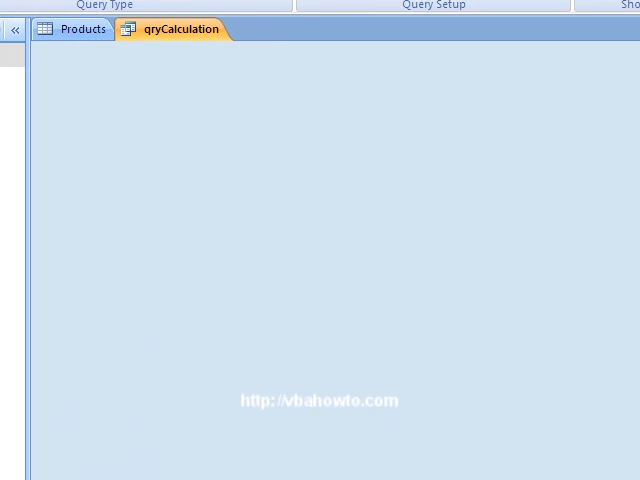 Query Type
Query Setup
Sho
«
Products
qryCalculation
http://vbahowto.com